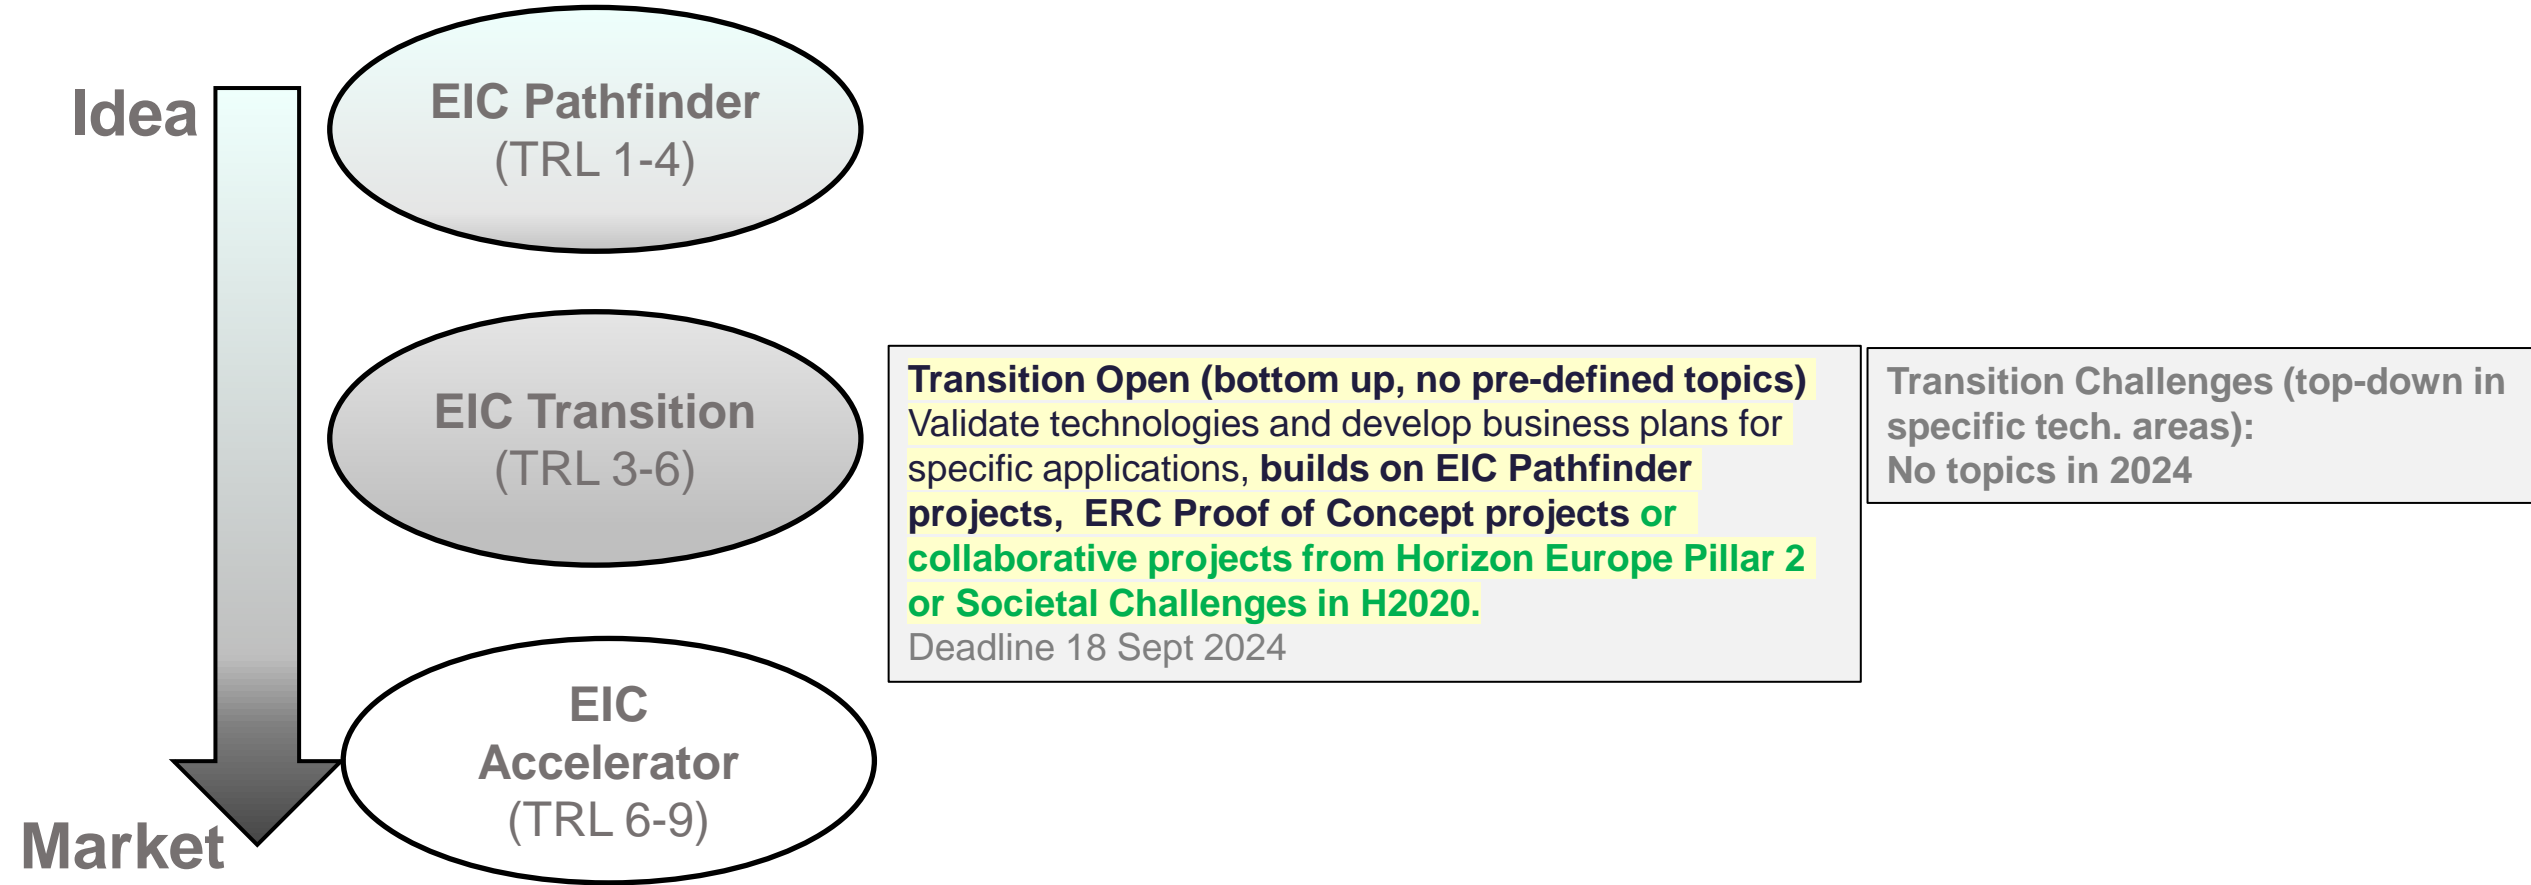 Idea
EIC Pathfinder
(TRL 1-4)
EIC Transition
(TRL 3-6)
Transition Open (bottom up, no pre-defined topics)
Validate technologies and develop business plans for
specific applications, builds on EIC Pathfinder
projects,  ERC Proof of Concept projects or
collaborative projects from Horizon Europe Pillar 2
or Societal Challenges in H2020.
Deadline 18 Sept 2024
Transition Challenges (top-down in
specific tech. areas):
No topics in 2024
EIC
Accelerator
(TRL 6-9)
Market